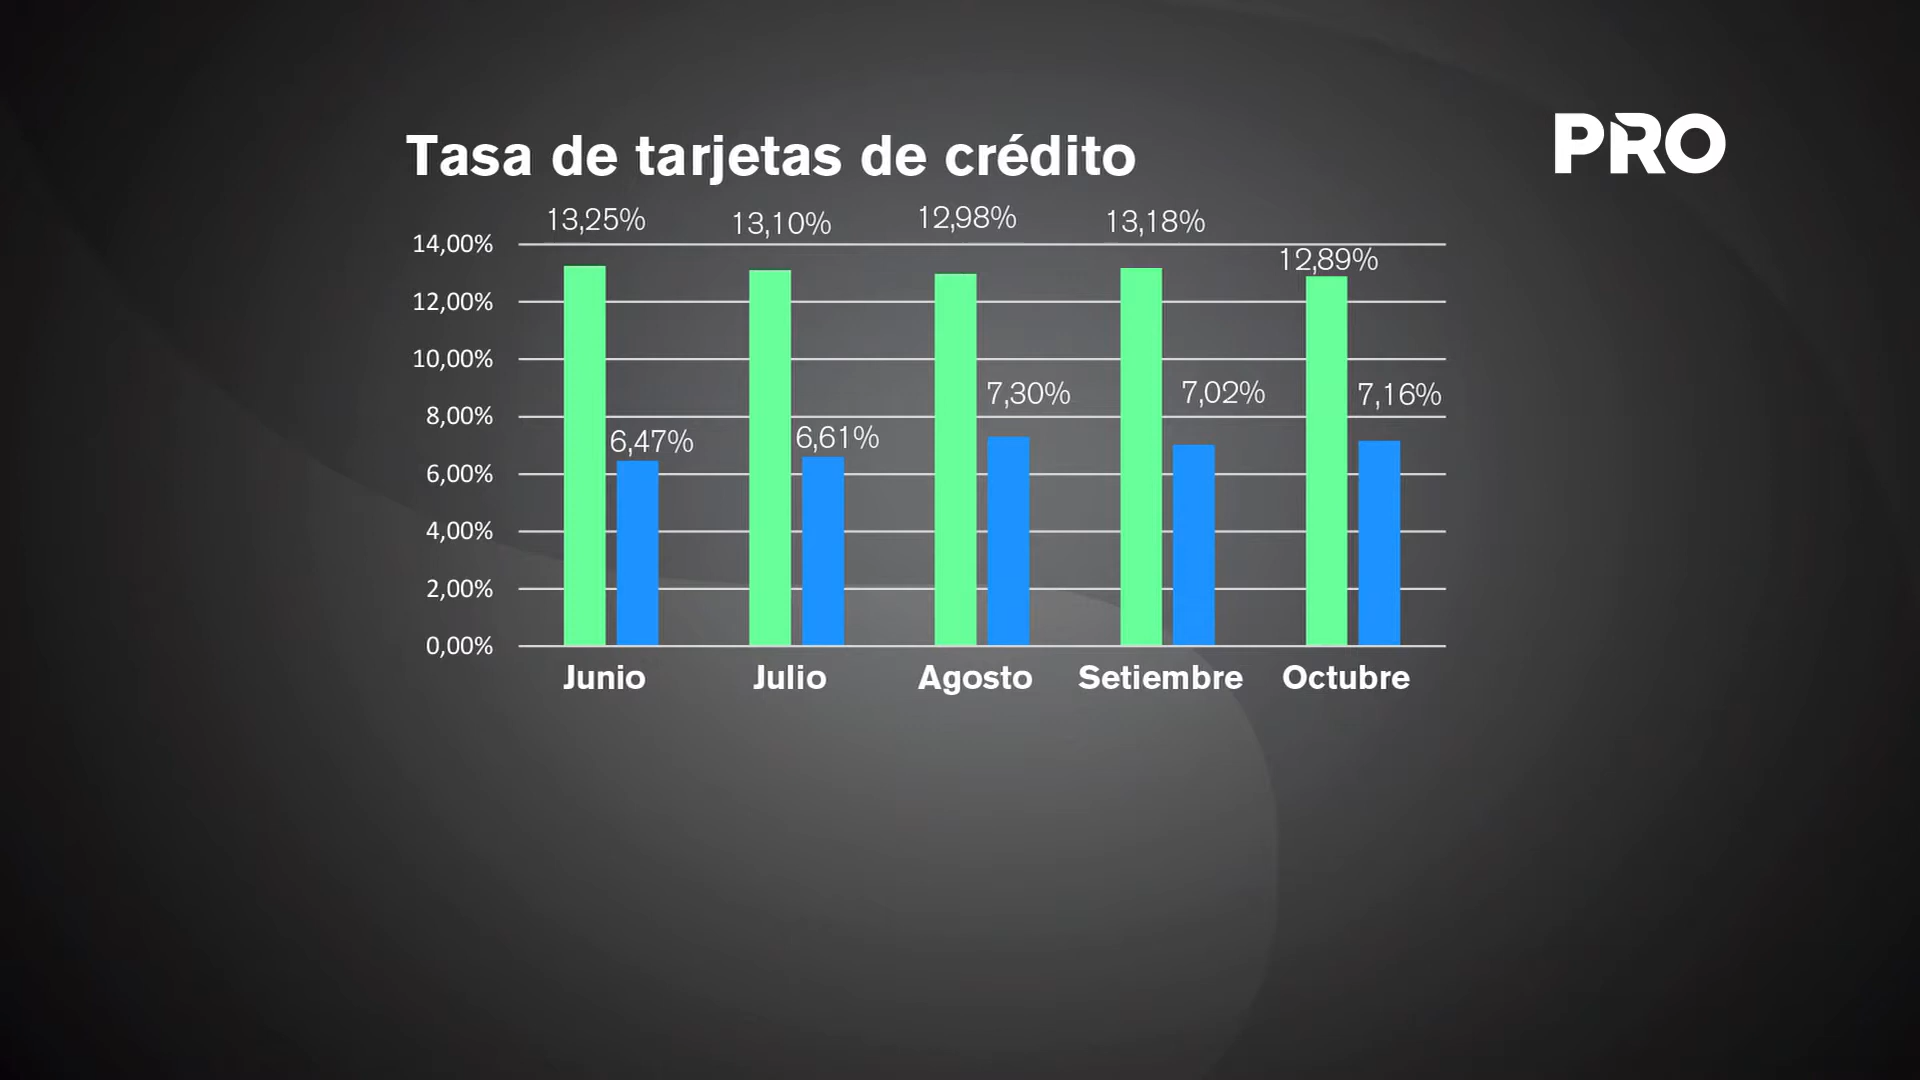 PRO
Tasa de tarjetas de crédito
13,25% 13,10% 12,98% 13,18% 12,89%
14,00%
12,00%
10,00%
8,00%
6,00%
4,00%
2,00%
0,00%
6,47% 6,61% 7,30% 7,02% 7,16%
Junio Julio Agosto Setiembre Octubre